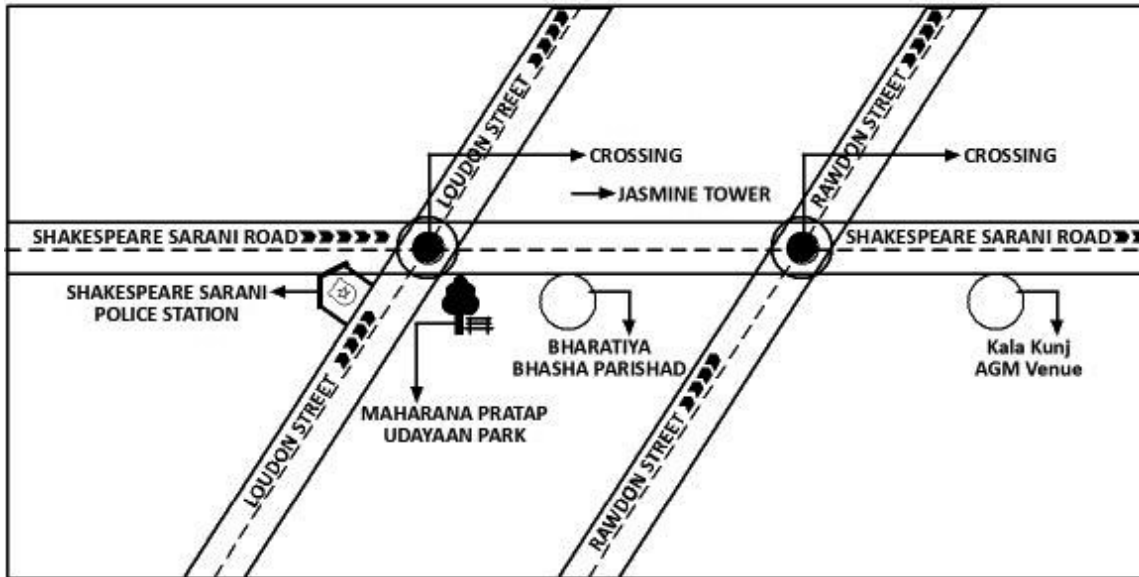 LOUDON STREET
RAWDON STREET
CROSSING
CROSSING
JASMINE TOWER
SHAKESPEARE SARANI ROAD
SHAKESPEARE SARANI ROAD
SHAKESPEARE SARANI
POLICE STATION
BHARATIYA
BHASHA PARISHAD
Kala Kunj
AGM Venue
MAHARANA PRATAP
UDAYAAN PARK
LOUDON STREET
RAWDON STREET